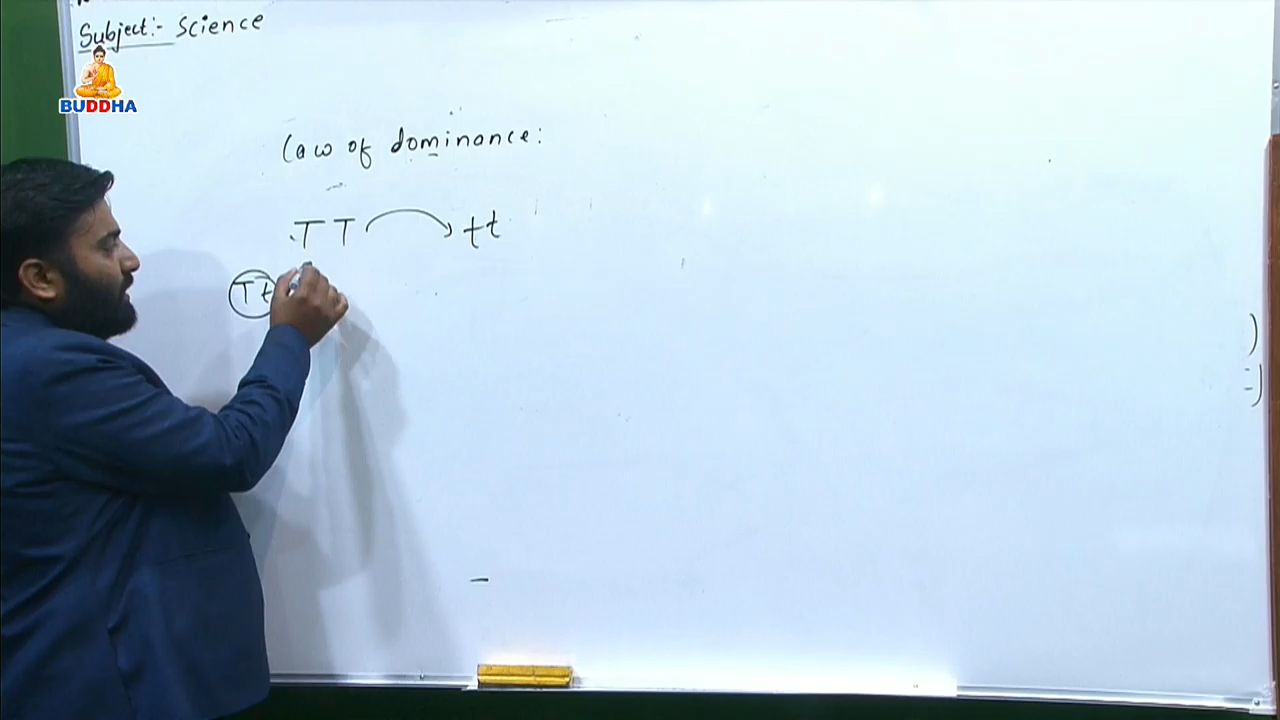 Subject:- Science
BUDDHA
Law of dominance:
TT tt
Tt